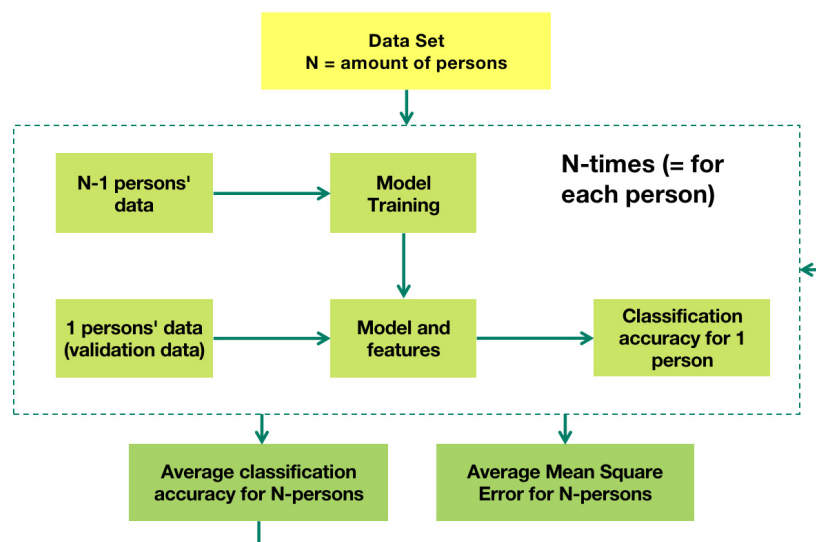 Data Set
N = amount of persons
N-times (= for
each person)
N-1 persons'
data
Model
Training
1 persons' data
(validation data)
Model and
features
Classification
accuracy for 1
person
Average classification
accuracy for N-persons
Average Mean Square
Error for N-persons